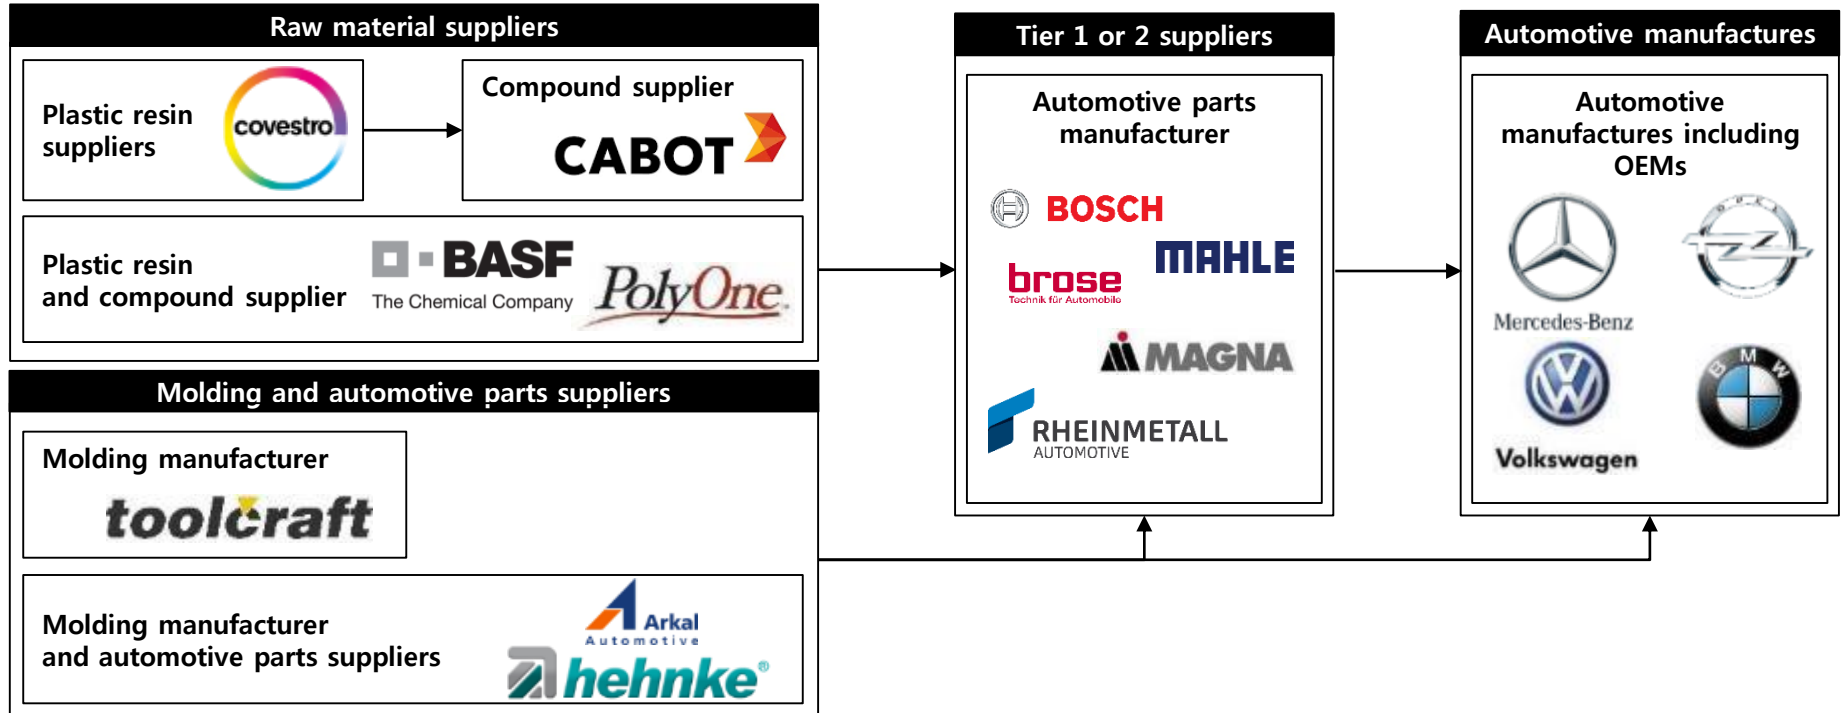 Raw material suppliers
Plastic resin
suppliers
covestro
Compound supplier
CABOT
Plastic resin
and compound supplier
BASF
The Chemical Company
PolyOne.
Molding and automotive parts suppliers
Molding manufacturer
toolcraft
Molding manufacturer
and automotive parts suppliers
Arkal
Automotive
hehnke®
Tier 1 or 2 suppliers
Automotive parts
manufacturer
BOSCH
MAHLE
brose
Technik für Automobile
MAGNA
RHEINMETALL
AUTOMOTIVE
Automotive manufactures
Automotive
manufactures including
OEMs
OPEL
Mercedes-Benz
VW
BMW
Volkswagen